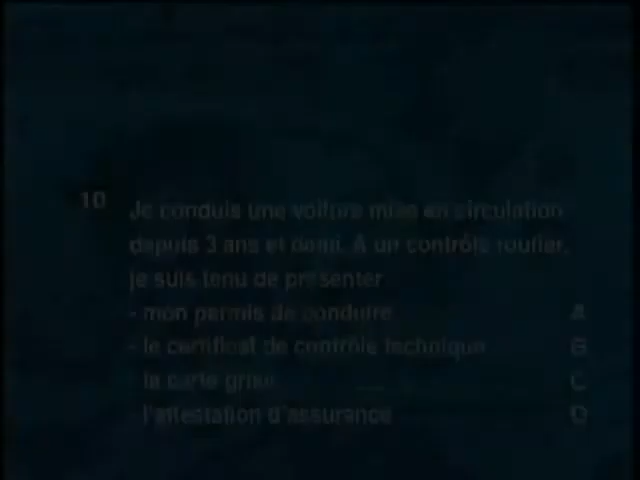 10 Je conduis une voiture mise en circulation
depuis 3 ans et demi. A un contrôle routier,
je suis tenu de présenter
- mon permis de conduire A
- le certificat de contrôle technique B
- la carte grise C
- l'attestation d'assurance D